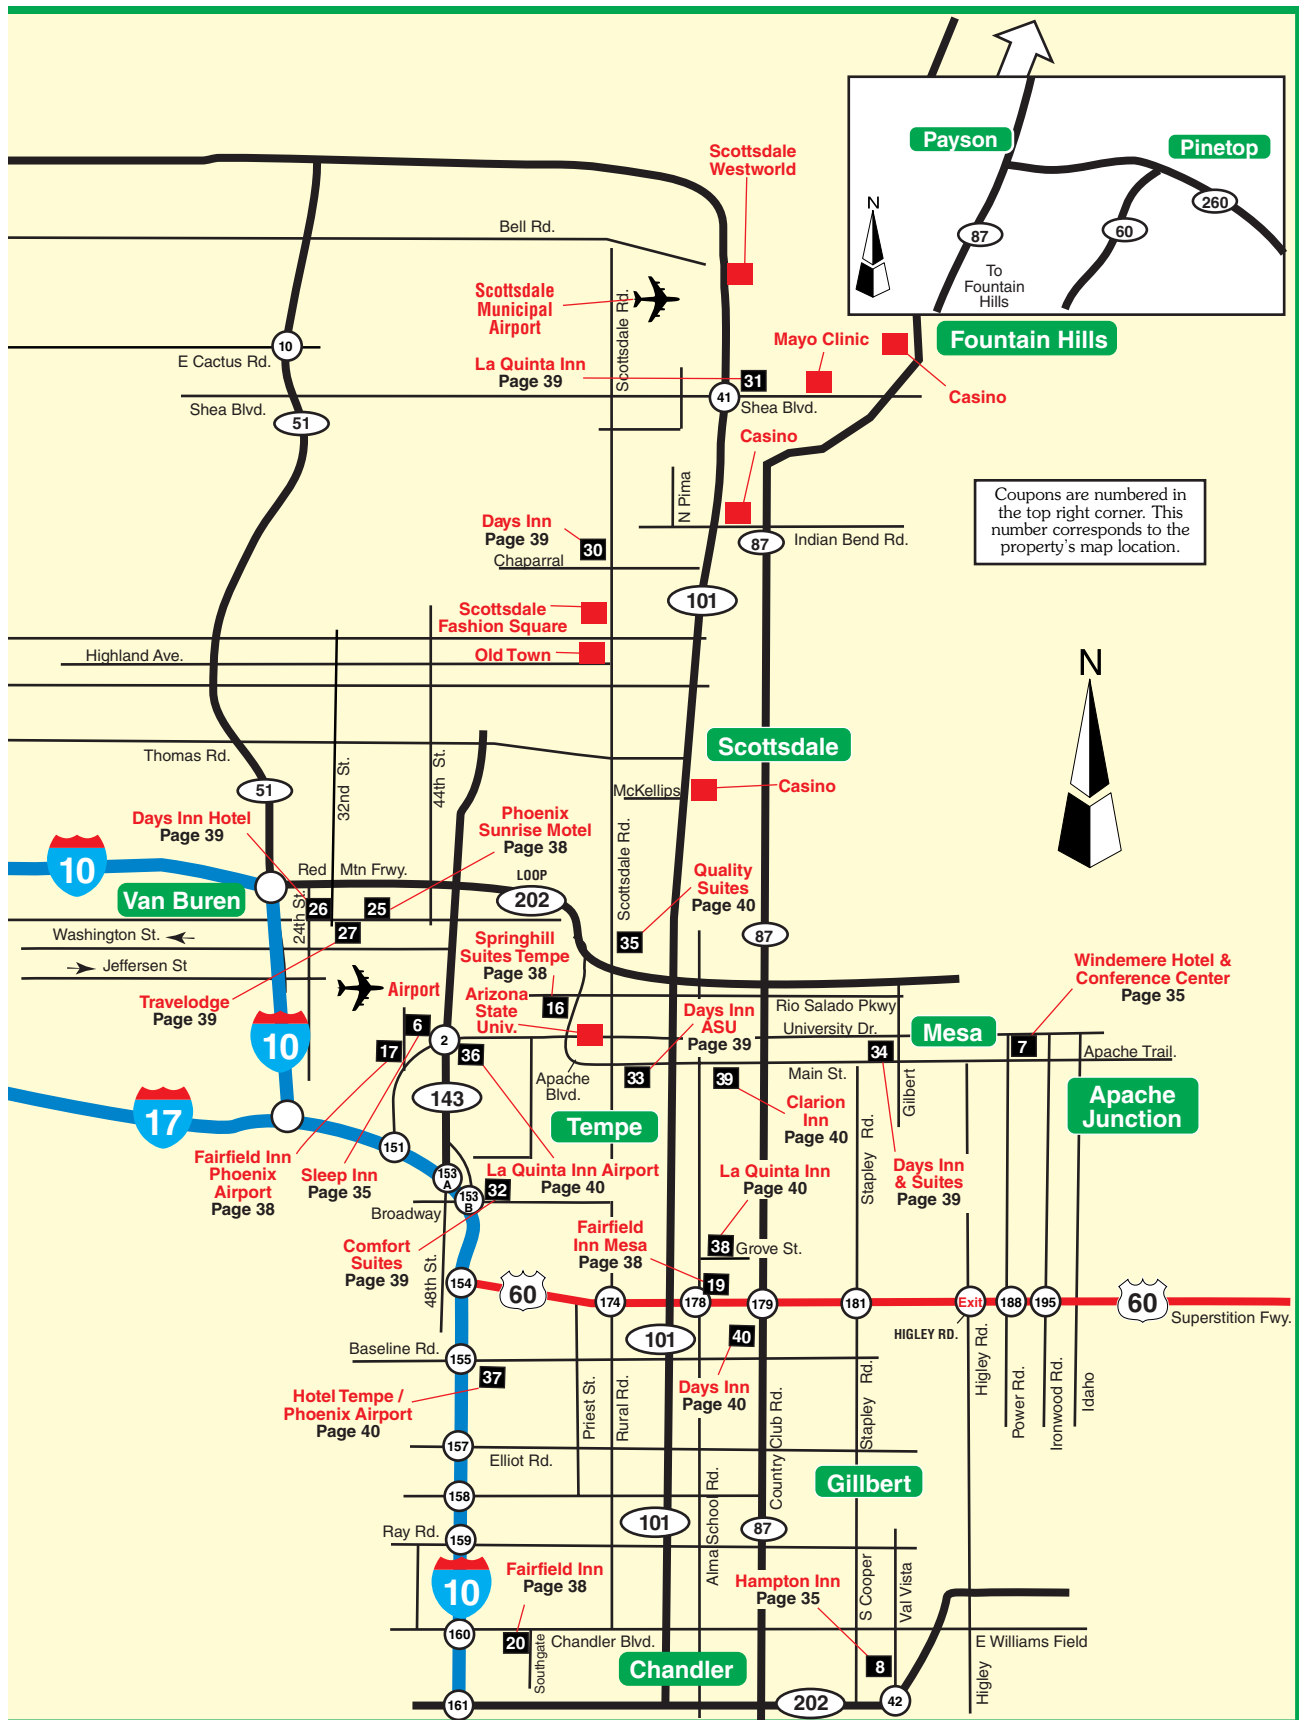 Payson
Pinetop
N
260
60
87
To
Fountain
Hills
Scottsdale
Westworld
Bell Rd.
Scottsdale
Municipal
Airport
Scottsdale Rd.
Fountain Hills
Mayo Clinic
10
E Cactus Rd.
La Quinta Inn
Page 39
31
Casino
Shea Blvd.
41
Shea Blvd.
51
Casino
N Pima
Coupons are numbered in
the top right corner. This
number corresponds to the
property's map location.
Days Inn
Page 39
30
Chaparral
87
Indian Bend Rd.
101
Scottsdale
Fashion Square
Highland Ave.
Old Town
N
Scottsdale
Thomas Rd.
32nd St.
44th St.
51
McKellips
Casino
Days Inn Hotel
Page 39
Phoenix
Sunrise Motel
Page 38
Scottsdale Rd.
10
Red Mtn Frwy.
LOOP
202
Quality
Suites
Page 40
Van Buren
24th St.
26
25
27
35
87
Washington St.
Springhill
Suites Tempe
Page 38
Jeffersen St
Windemere Hotel &
Conference Center
Page 35
Travelodge
Page 39
Airport
Arizona
State
Univ.
16
Days Inn
ASU
Page 39
Rio Salado Pkwy
University Dr.
Mesa
10
6
2
17
36
34
7
Apache Trail.
Apache
Blvd.
33
39
Main St.
Gilbert
143
Clarion
Inn
Page 40
Apache
Junction
17
Tempe
Stapley Rd.
151
Fairfield Inn
Phoenix
Airport
Page 38
Sleep Inn
Page 35
153
A
153
B
La Quinta Inn Airport
Page 40
32
La Quinta Inn
Page 40
Days Inn
& Suites
Page 39
Broadway
Comfort
Suites
Page 39
Fairfield
Inn Mesa
Page 38
38
Grove St.
48th St.
19
154
60
174
178
179
181
Exit
188
195
60
Superstition Fwy.
HIGLEY RD.
101
40
Baseline Rd.
155
37
Hotel Tempe /
Phoenix Airport
Page 40
Days Inn
Page 40
Priest St.
Rural Rd.
Country Club Rd.
Stapley Rd.
Higley Rd.
Power Rd.
Ironwood Rd.
Idaho
157
Elliot Rd.
Alma School Rd.
Gillbert
158
101
87
Ray Rd.
159
10
Fairfield Inn
Page 38
Hampton Inn
Page 35
S Cooper
Val Vista
160
20
Southgate
Chandler Blvd.
E Williams Field
Chandler
8
Higley
161
202
42